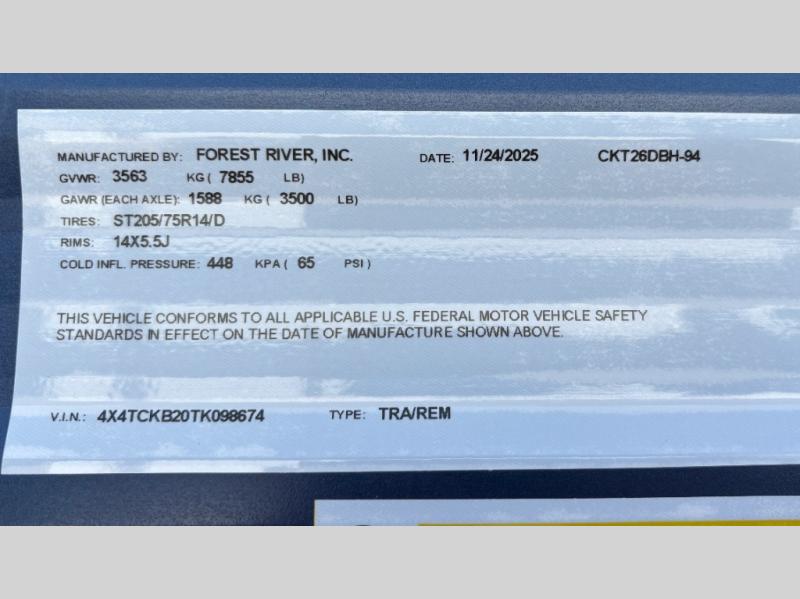 MANUFACTURED BY: FOREST RIVER, INC. DATE: 11/24/2025 CKT26DBH-94
GVWR: 3563 KG ( 7855 LB)
GAWR (EACH AXLE): 1588 KG ( 3500 LB)
TIRES: ST205/75R14/D
RIMS: 14X5.5J
COLD INFL. PRESSURE: 448 KPA ( 65 PSI )
THIS VEHICLE CONFORMS TO ALL APPLICABLE U.S. FEDERAL MOTOR VEHICLE SAFETY
STANDARDS IN EFFECT ON THE DATE OF MANUFACTURE SHOWN ABOVE.
V.I.N.: 4X4TCKB20TK098674 TYPE: TRA/REM